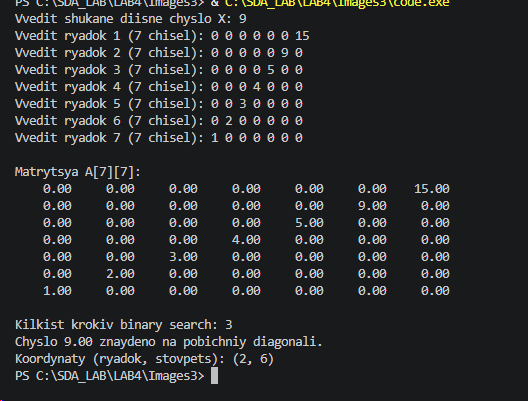 PS C:\SDA_LAB\LAB4\Images3> & C:\SDA_LAB\LAB4\Images3\code.exe
Vvedit shukane diisne chyslo X: 9
Vvedit ryadok 1 (7 chisel): 0 0 0 0 0 0 15
Vvedit ryadok 2 (7 chisel): 0 0 0 0 0 9 0
Vvedit ryadok 3 (7 chisel): 0 0 0 0 5 0 0
Vvedit ryadok 4 (7 chisel): 0 0 0 4 0 0 0
Vvedit ryadok 5 (7 chisel): 0 0 3 0 0 0 0
Vvedit ryadok 6 (7 chisel): 0 2 0 0 0 0 0
Vvedit ryadok 7 (7 chisel): 1 0 0 0 0 0 0
Matrytsya A[7][7]:
0.00 0.00 0.00 0.00 0.00 0.00 15.00
0.00 0.00 0.00 0.00 0.00 9.00 0.00
0.00 0.00 0.00 0.00 5.00 0.00 0.00
0.00 0.00 0.00 4.00 0.00 0.00 0.00
0.00 0.00 3.00 0.00 0.00 0.00 0.00
0.00 2.00 0.00 0.00 0.00 0.00 0.00
1.00 0.00 0.00 0.00 0.00 0.00 0.00
Kilkist krokiv binary search: 3
Chyslo 9.00 znaydeno na pobichniy diagonali.
Koordynaty (ryadok, stovpets): (2, 6)
PS C:\SDA_LAB\LAB4\Images3>